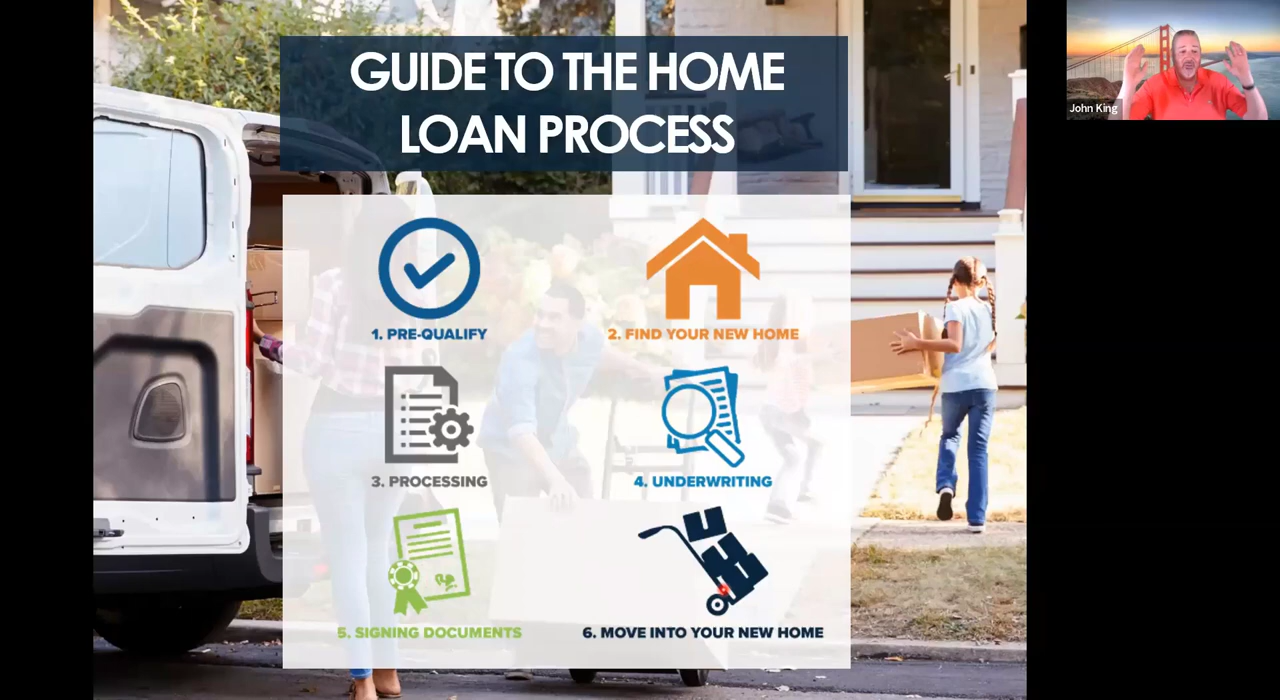 GUIDE TO THE HOME
LOAN PROCESS
John King
1. PRE-QUALIFY
2. FIND YOUR NEW HOME
3. PROCESSING
4. UNDERWRITING
5. SIGNING DOCUMENTS
6. MOVE INTO YOUR NEW HOME